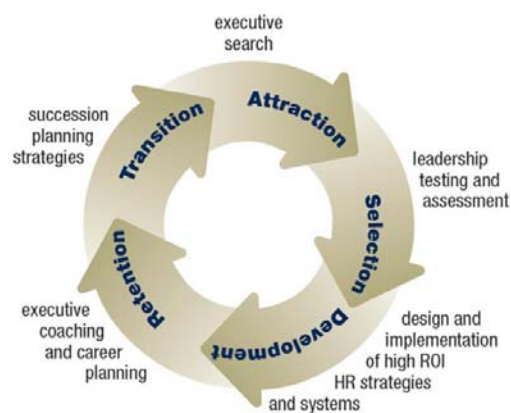 executive
search
Attraction
leadership
testing and
assessment
Selection
design and
implementation
of high ROI
HR strategies
and systems
Development
executive
coaching
and career
planning
Retention
succession
planning
strategies
Transition